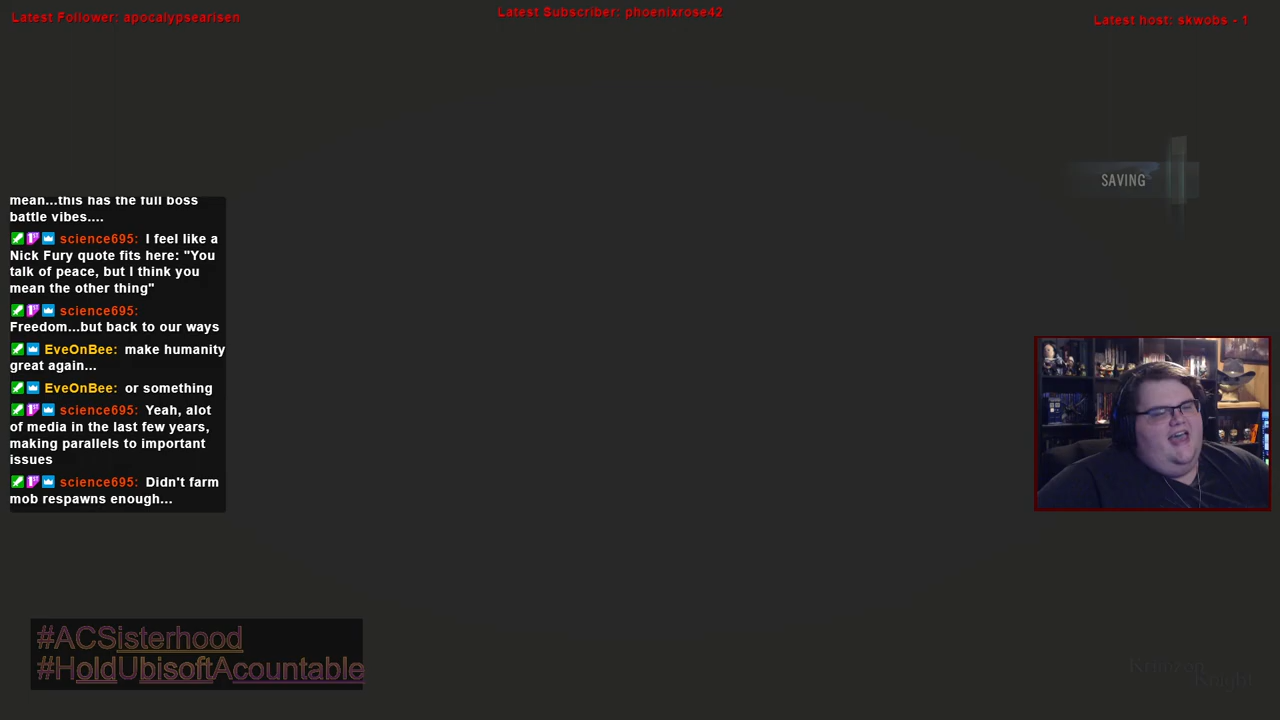 Latest Follower: apocalypsearisen
Latest Subscriber: phoenixrose42
Latest host: skwobs - 1
SAVING
mean...this has the full boss
battle vibes....
science695: I feel like a
Nick Fury quote fits here: "You
talk of peace, but I think you
mean the other thing"
science695:
Freedom...but back to our ways
EveOnBee: make humanity
great again...
EveOnBee: or something
science695: Yeah, alot
of media in the last few years,
making parallels to important
issues
science695: Didn't farm
mob respawns enough...
#ACSisterhood
#HoldUbisoftAcountable
Knight